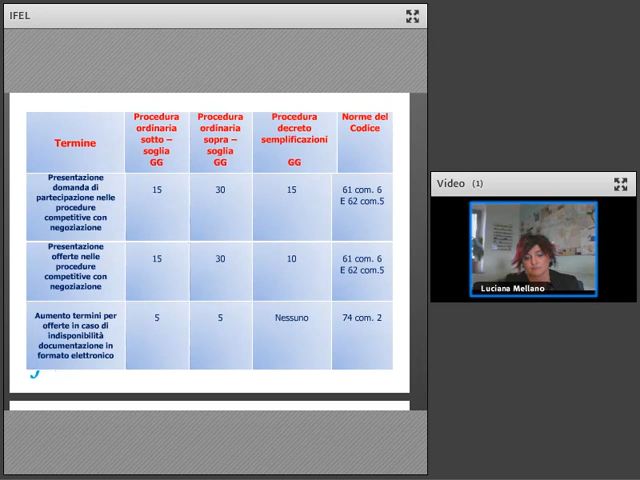 IFEL
Termine
Procedura
ordinaria
sotto –
soglia
GG
Procedura
ordinaria
sopra –
soglia
GG
Procedura
decreto
semplificazioni
GG
Norme del
Codice
Presentazione
domanda di
partecipazione nelle
procedure
competitive con
negoziazione
15
30
15
61 com. 6
E 62 com.5
Presentazione
offerte nelle
procedure
competitive con
negoziazione
15
30
10
61 com. 6
E 62 com.5
Aumento termini per
offerte in caso di
indisponibilità
documentazione in
formato elettronico
5
5
Nessuno
74 com. 2
Video (1)
Luciana Mellano